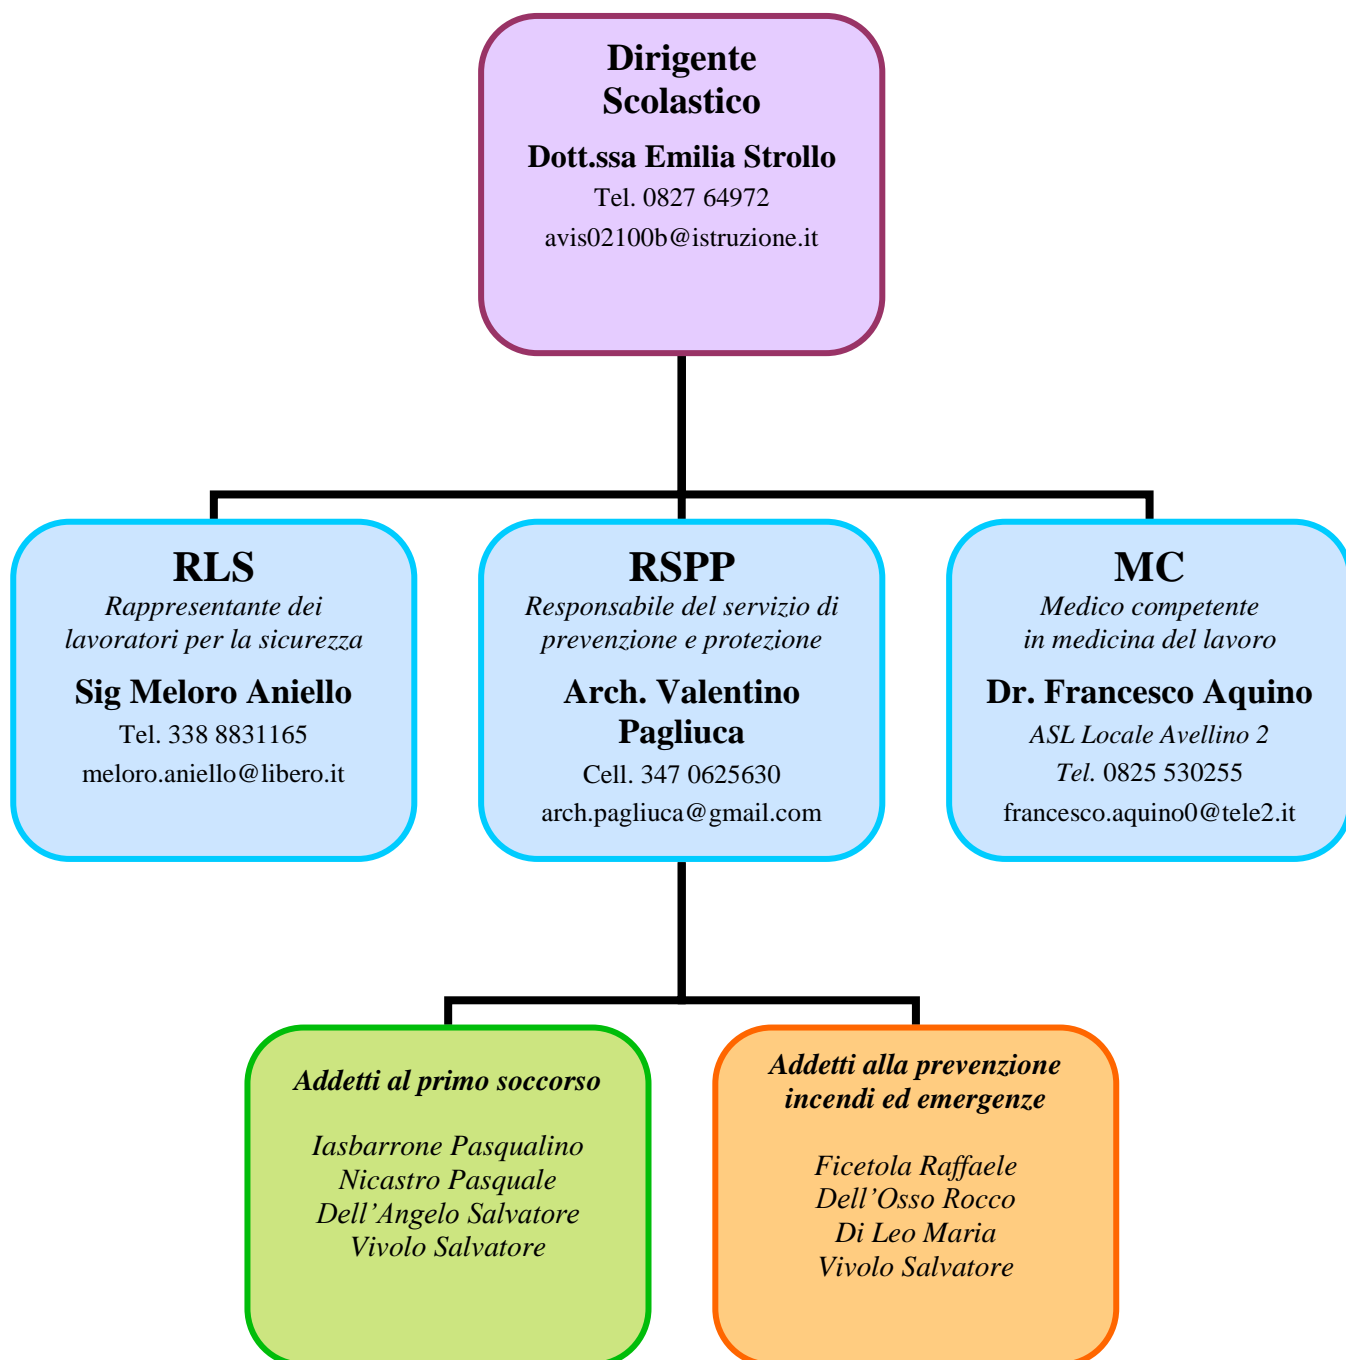 Dirigente
Scolastico
Dott.ssa Emilia Strollo
Tel. 0827 64972
avis02100b@istruzione.it
RLS
Rappresentante dei
lavoratori per la sicurezza
Sig Meloro Aniello
Tel. 338 8831165
meloro.aniello@libero.it
RSPP
Responsabile del servizio di
prevenzione e protezione
Arch. Valentino
Pagliuca
Cell. 347 0625630
arch.pagliuca@gmail.com
MC
Medico competente
in medicina del lavoro
Dr. Francesco Aquino
ASL Locale Avellino 2
Tel. 0825 530255
francesco.aquino0@tele2.it
Addetti al primo soccorso
Iasbarrone Pasqualino
Nicastro Pasquale
Dell’Angelo Salvatore
Vivolo Salvatore
Addetti alla prevenzione
incendi ed emergenze
Ficetola Raffaele
Dell’Osso Rocco
Di Leo Maria
Vivolo Salvatore